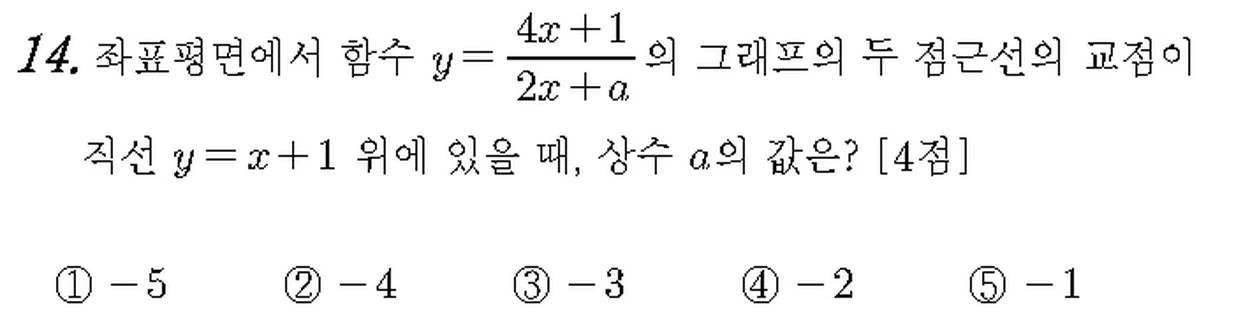 14. 좌표평면에서 함수 y = \frac{4x+1}{2x+a}의 그래프의 두 점근선의 교점이
직선 y = x+1 위에 있을 때, 상수 a의 값은? [4점]
① -5 ② -4 ③ -3 ④ -2 ⑤ -1